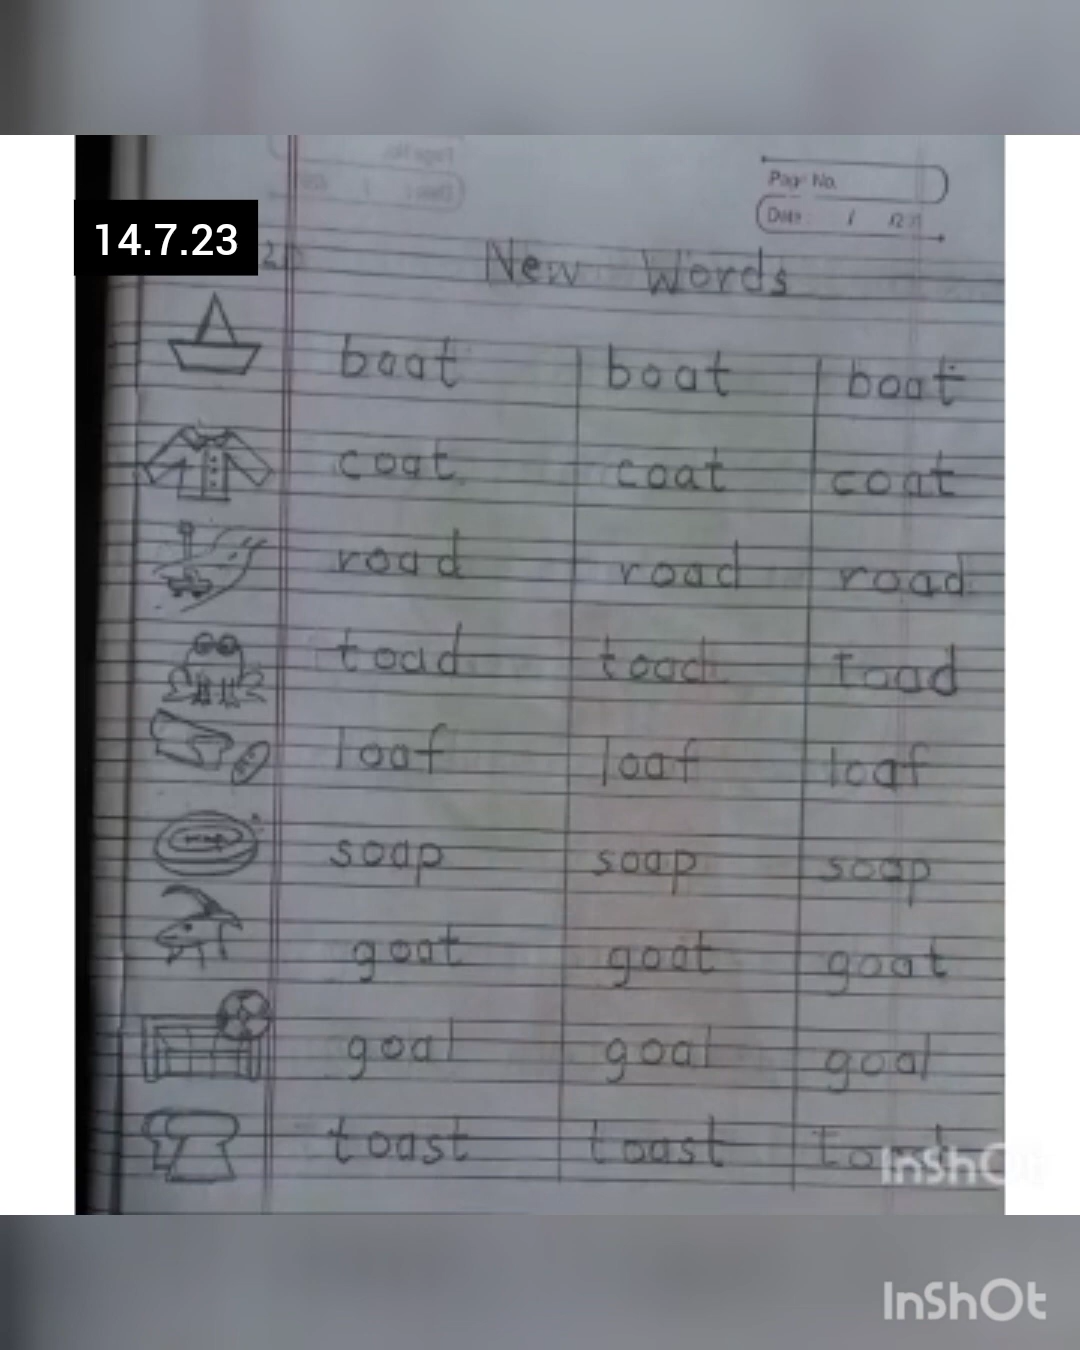 Page No.
Date / /
14.7.23
New Words
boat boat boat
coat coat coat
road road road
toad toad toad
loaf loaf loaf
soap soap soap
goat goat goat
goal goal goal
toast toast
InShOt
InShOt